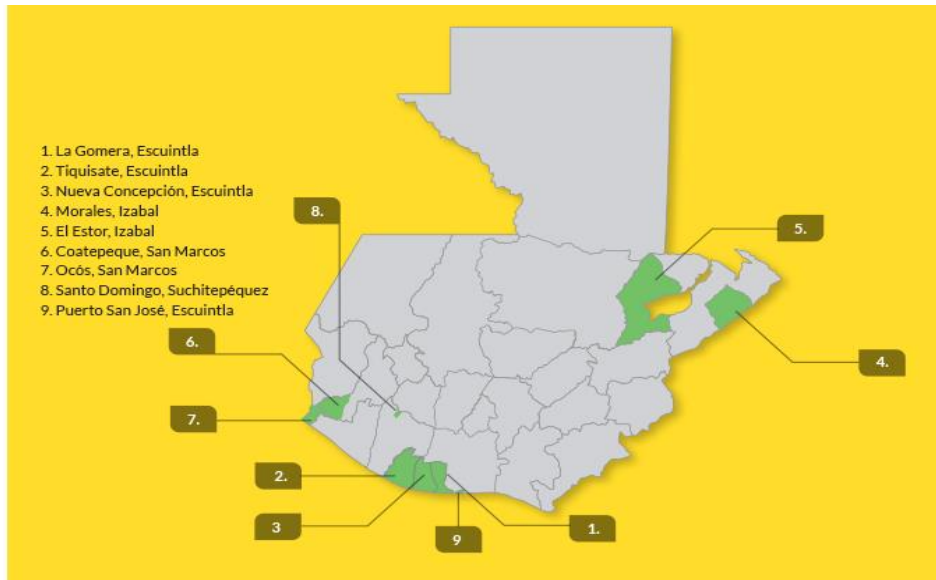 1. La Gomera, Escuintla
2. Tiquisate, Escuintla
3. Nueva Concepción, Escuintla
4. Morales, Izabal
5. El Estor, Izabal
6. Coatepeque, San Marcos
7. Ocós, San Marcos
8. Santo Domingo, Suchitepéquez
9. Puerto San José, Escuintla
8.
5.
6.
4.
7.
2.
3
9
1.